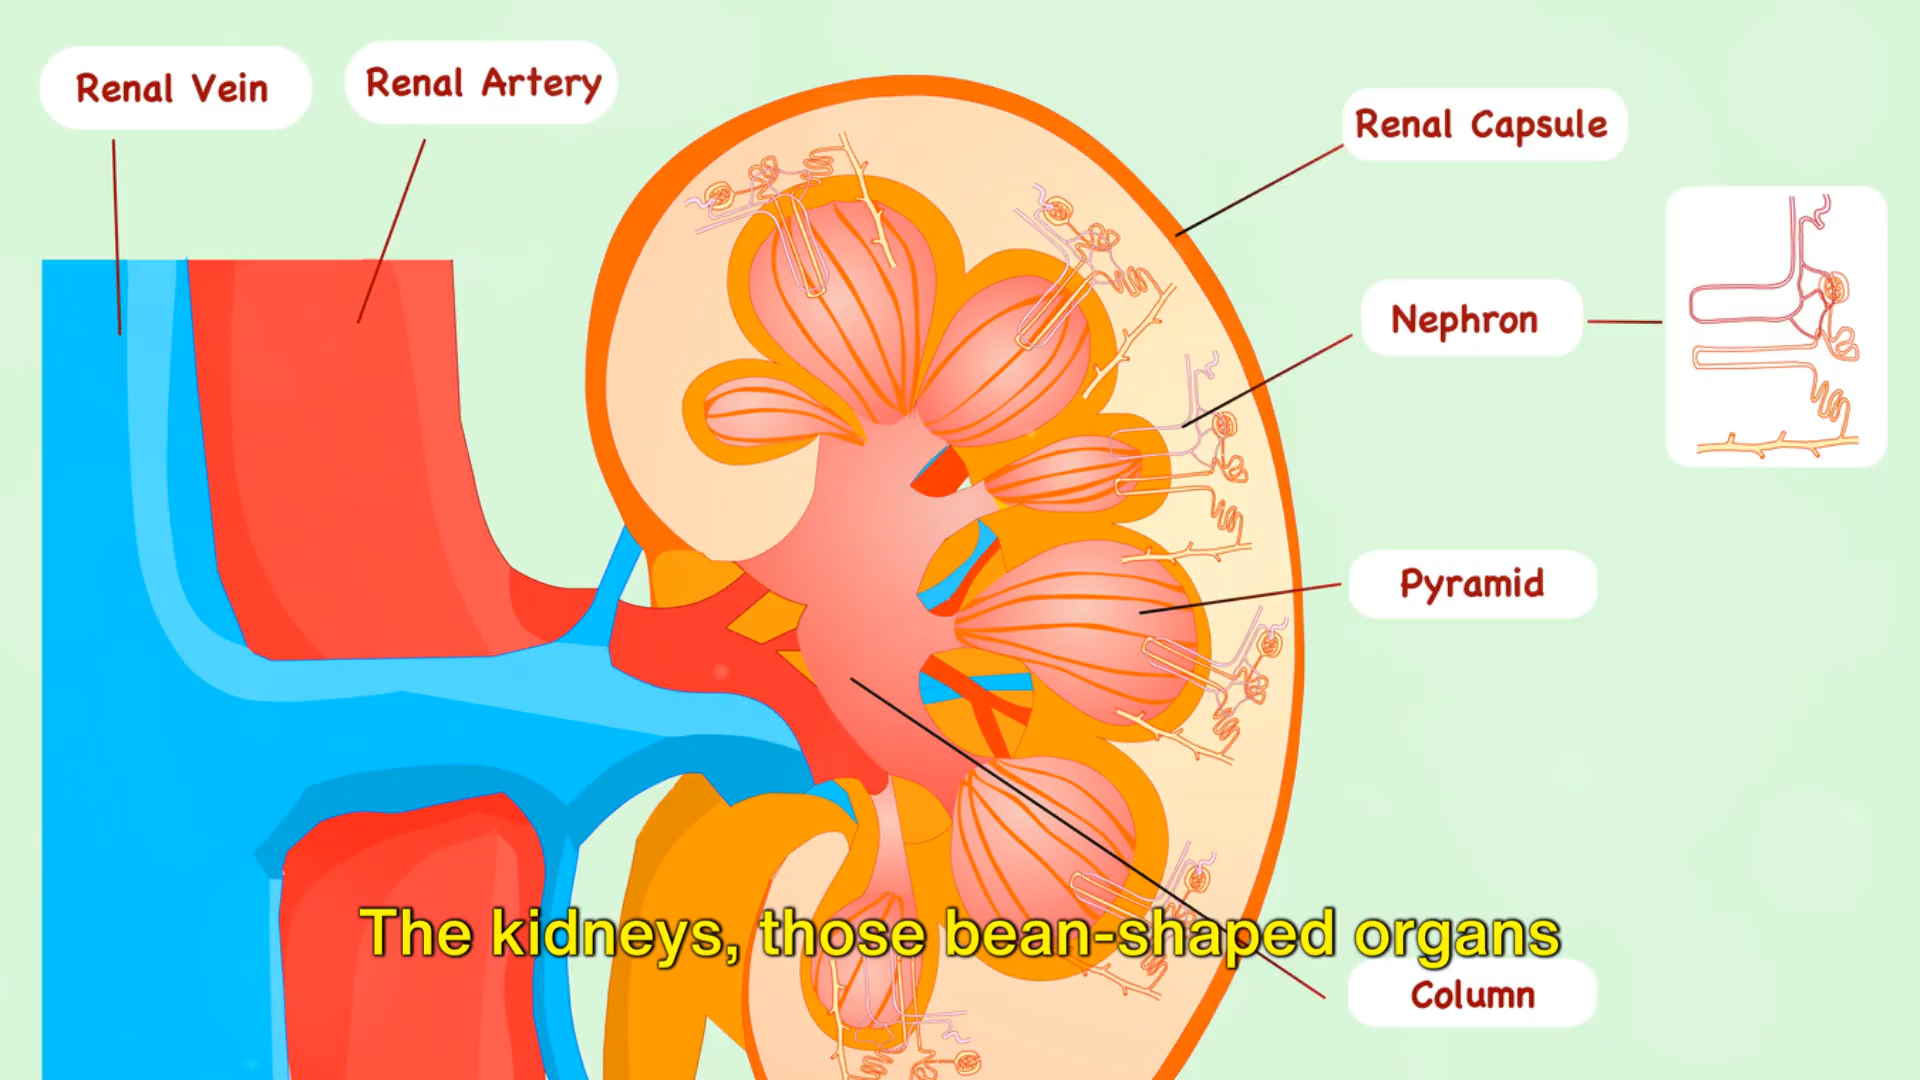 Renal Vein
Renal Artery
Renal Capsule
Nephron
Pyramid
The kidneys, those bean-shaped organs
Column